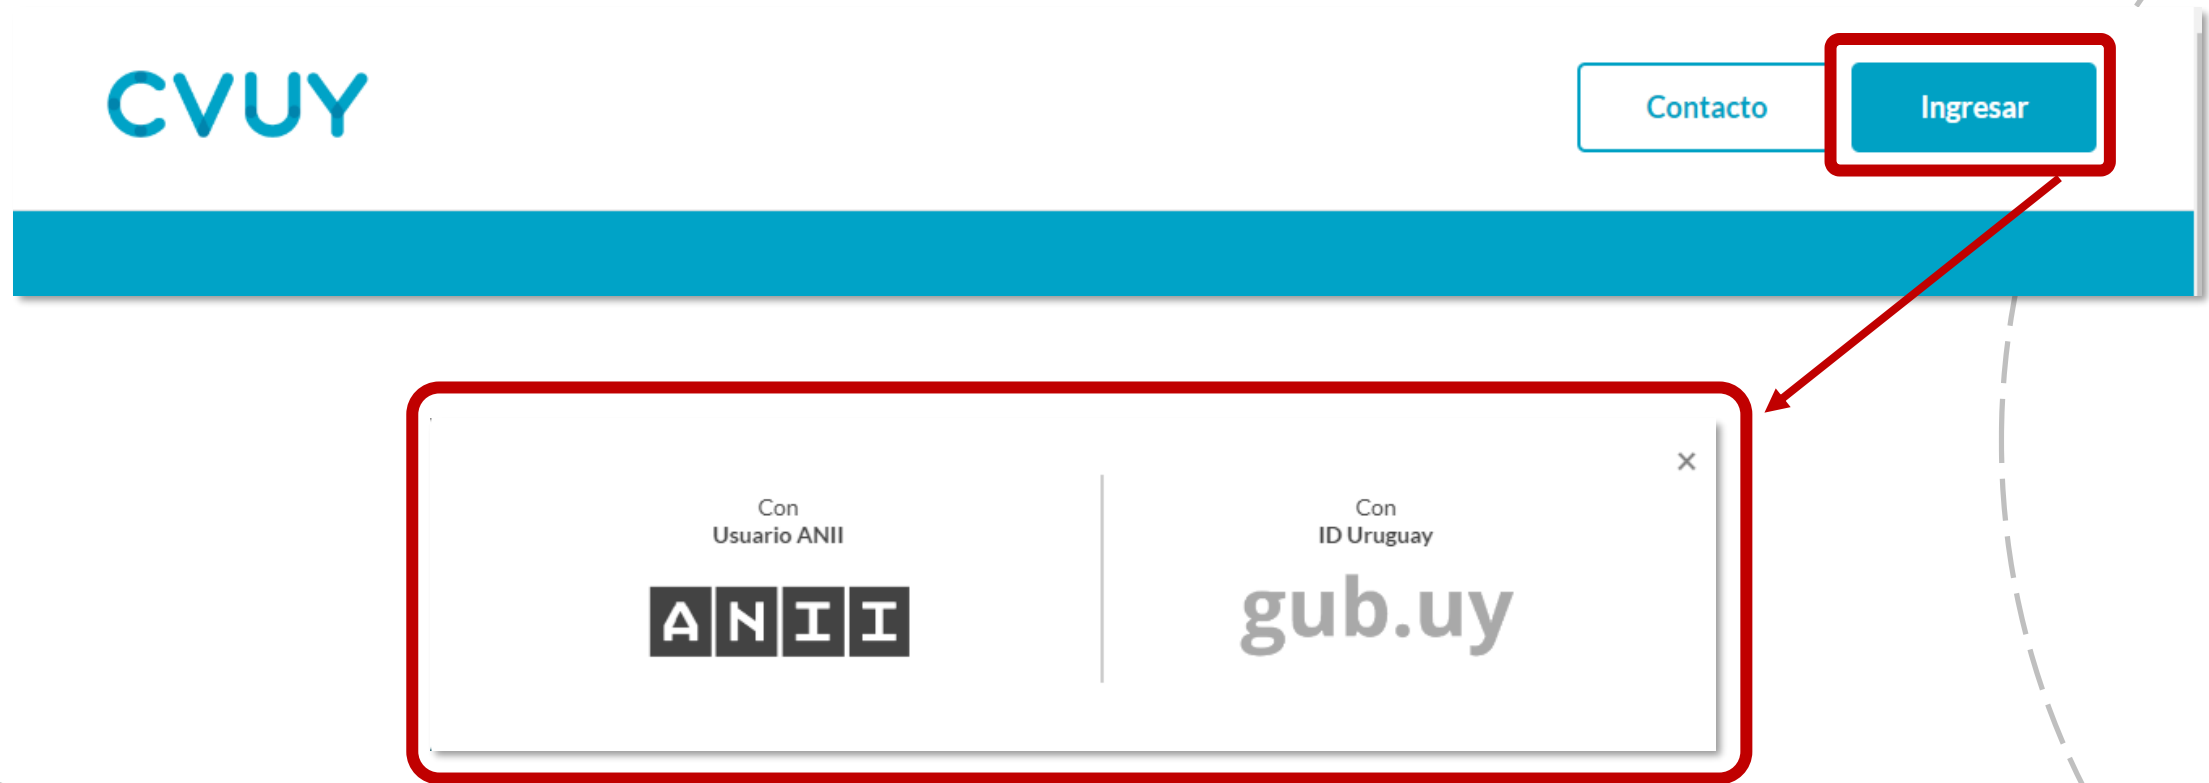 CVUY
Contacto
Ingresar
Con
Usuario ANII
ANII
Con
ID Uruguay
gub.uy
×